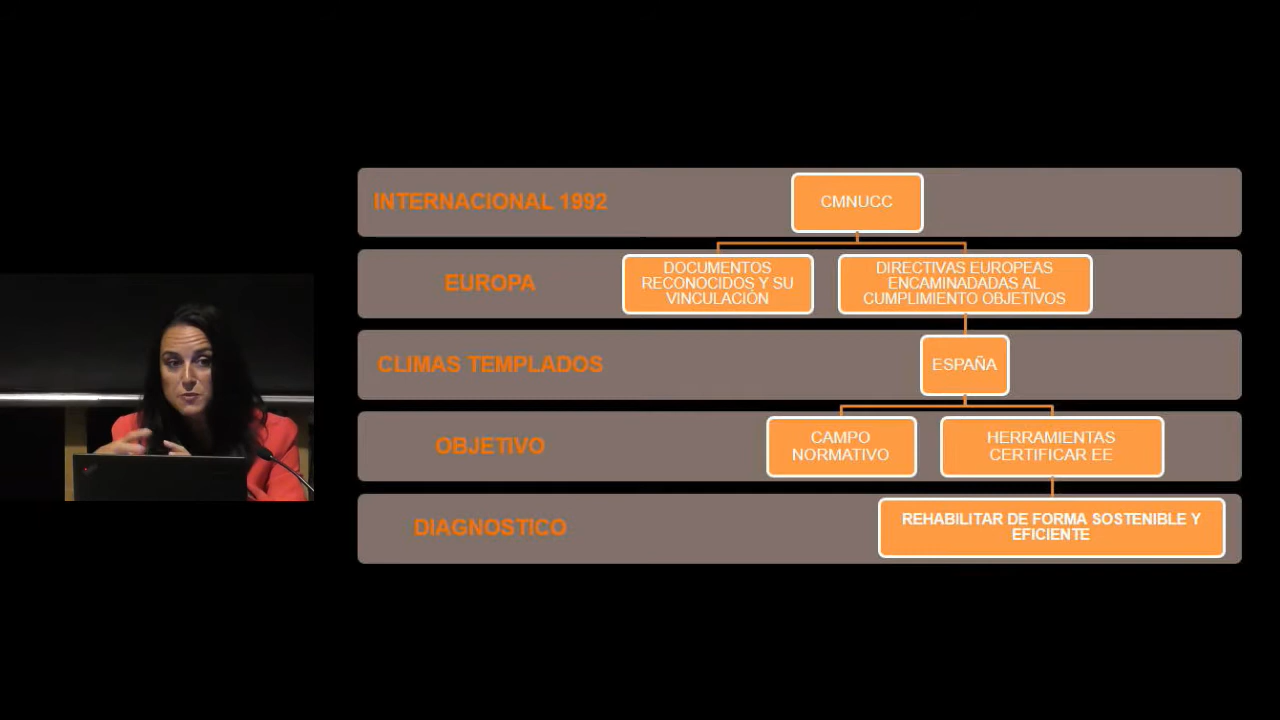 INTERNACIONAL 1992
CMNUCC
EUROPA
DOCUMENTOS
RECONOCIDOS Y SU
VINCULACIÓN
DIRECTIVAS EUROPEAS
ENCAMINADADAS AL
CUMPLIMIENTO OBJETIVOS
CLIMAS TEMPLADOS
ESPAÑA
OBJETIVO
CAMPO
NORMATIVO
HERRAMIENTAS
CERTIFICAR EE
DIAGNOSTICO
REHABILITAR DE FORMA SOSTENIBLE Y
EFICIENTE